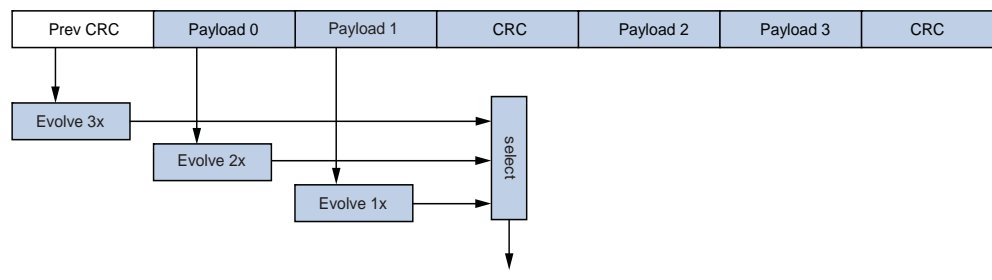 Prev CRC
Payload 0
Payload 1
CRC
Payload 2
Payload 3
CRC
Evolve 3x
Evolve 2x
Evolve 1x
select